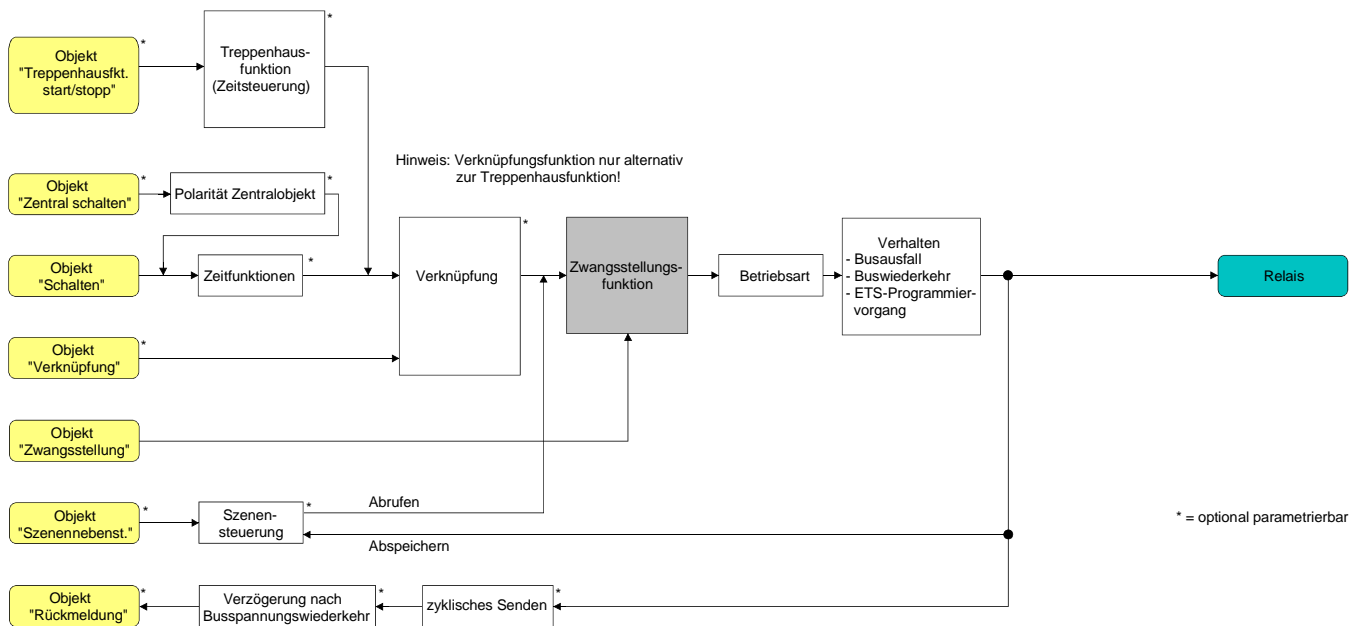 *
*
Objekt
"Treppenhausfkt.
start/stopp"
Treppenhaus-
funktion
(Zeitsteuerung)
Hinweis: Verknüpfungsfunktion nur alternativ
zur Treppenhausfunktion!
*
*
Objekt
"Zentral schalten"
Polarität Zentralobjekt
*
*
*
Objekt
"Schalten"
Zeitfunktionen
Verknüpfung
Zwangsstellungs-
funktion
Betriebsart
Verhalten
- Busausfall
- Buswiederkehr
- ETS-Programmier-
vorgang
Relais
*
Objekt
"Verknüpfung"
Objekt
"Zwangsstellung"
*
*
Objekt
"Szenennebenst."
Szenen-
steuerung
Abrufen
Abspeichern
* = optional parametrierbar
*
*
*
Objekt
"Rückmeldung"
Verzögerung nach
Busspannungswiederkehr
zyklisches Senden